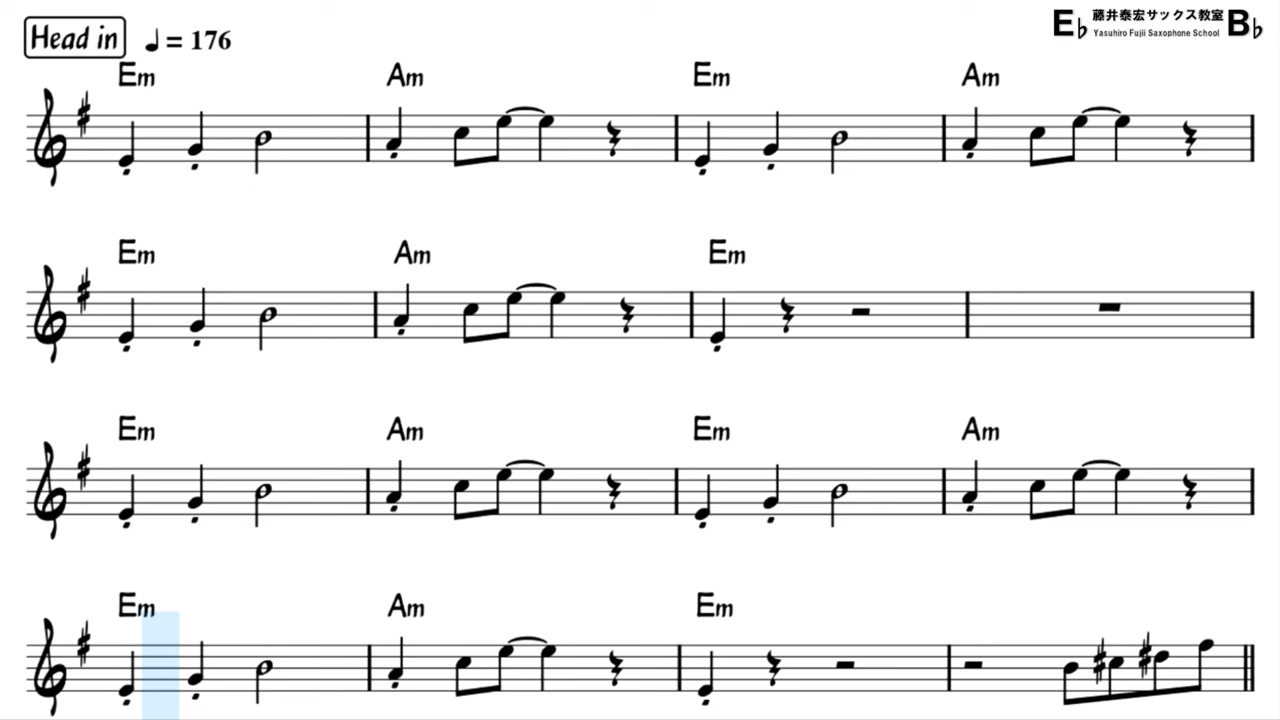 Head in ♩= 176
E♭ 藤井泰宏サックス教室 B♭
Yasuhiro Fujii Saxophone School
Em Am Em Am
Em Am Em
Em Am Em Am
Em Am Em